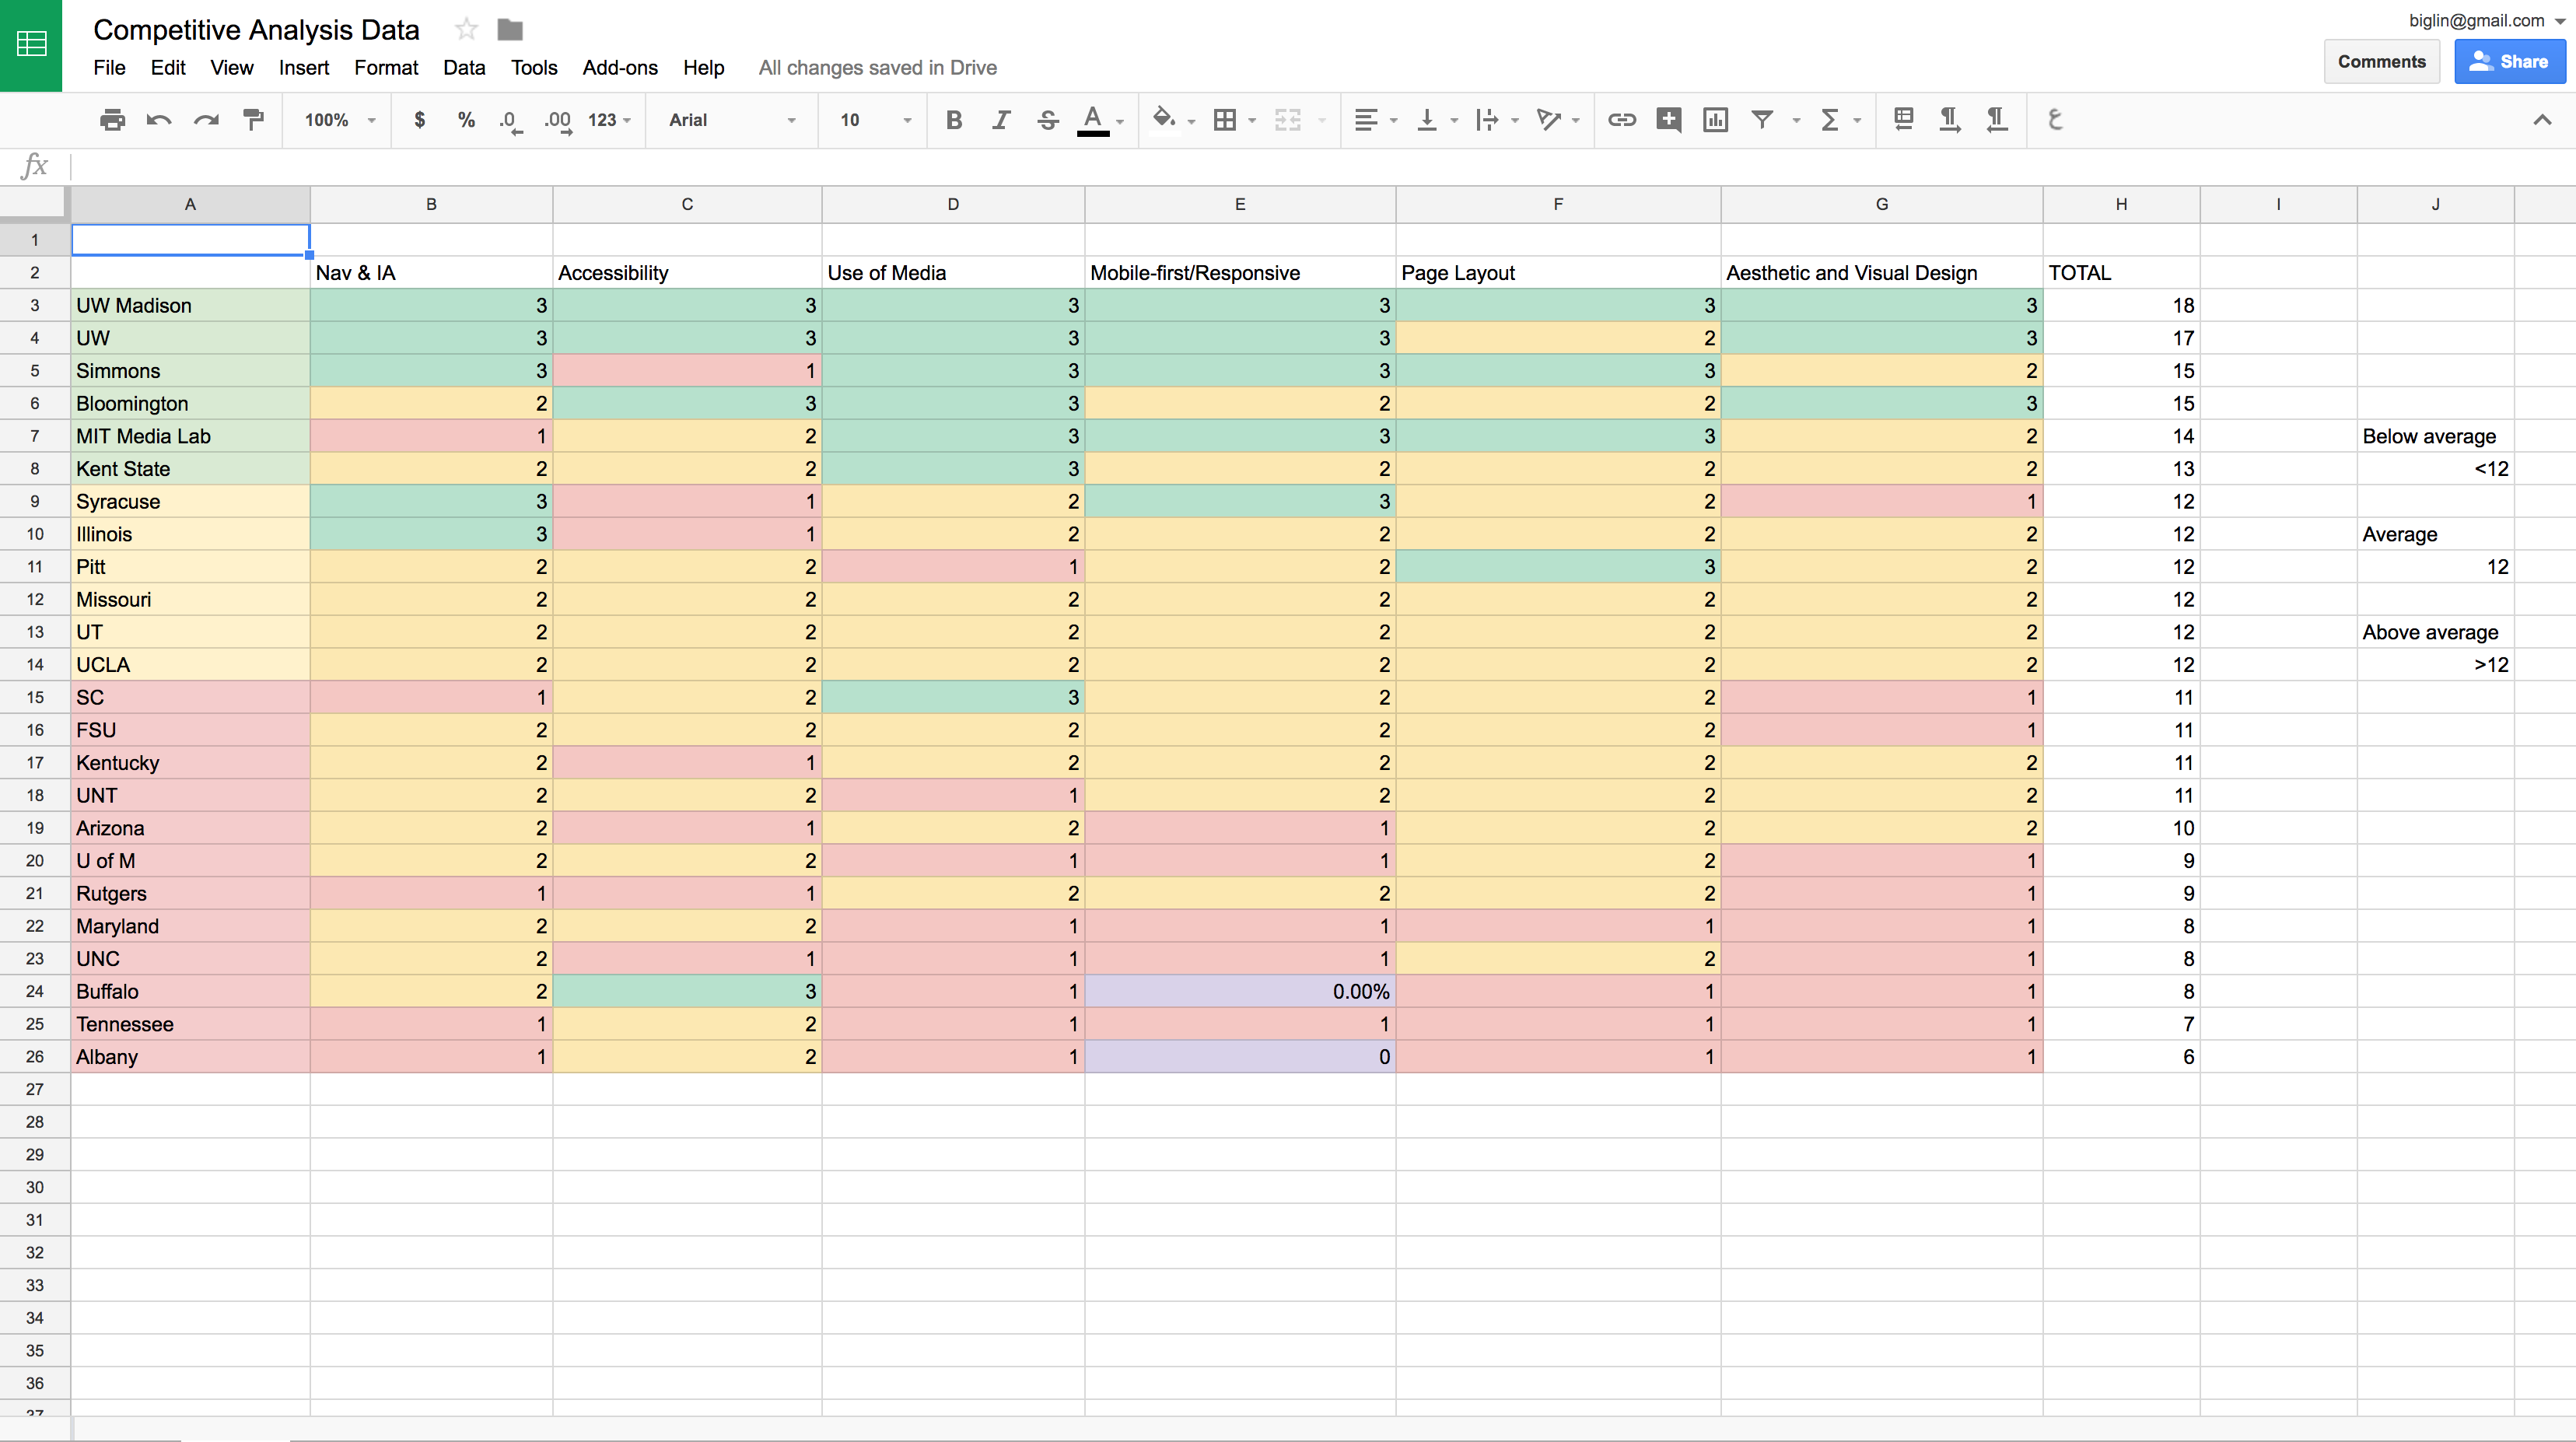 Competitive Analysis Data
biglin@gmail.com
File Edit View Insert Format Data Tools Add-ons Help All changes saved in Drive
Comments Share
100% $ % .0 .00 123 Arial 10 B I S A Σ ع
fx
A B C D E F G H I J
1
2 Nav & IA Accessibility Use of Media Mobile-first/Responsive Page Layout Aesthetic and Visual Design TOTAL
3 UW Madison 3 3 3 3 3 3 18
4 UW 3 3 3 3 2 3 17
5 Simmons 3 1 3 3 3 2 15
6 Bloomington 2 3 3 2 2 3 15
7 MIT Media Lab 1 2 3 3 3 2 14 Below average
8 Kent State 2 2 3 2 2 2 13 <12
9 Syracuse 3 1 2 3 2 1 12
10 Illinois 3 1 2 2 2 2 12 Average
11 Pitt 2 2 1 2 3 2 12 12
12 Missouri 2 2 2 2 2 2 12
13 UT 2 2 2 2 2 2 12 Above average
14 UCLA 2 2 2 2 2 2 12 >12
15 SC 1 2 3 2 2 1 11
16 FSU 2 2 2 2 2 1 11
17 Kentucky 2 1 2 2 2 2 11
18 UNT 2 2 1 2 2 2 11
19 Arizona 2 1 2 1 2 2 10
20 U of M 2 2 1 1 2 1 9
21 Rutgers 1 1 2 2 2 1 9
22 Maryland 2 2 1 1 1 1 8
23 UNC 2 1 1 1 2 1 8
24 Buffalo 2 3 1 0.00% 1 1 8
25 Tennessee 1 2 1 1 1 1 7
26 Albany 1 2 1 0 1 1 6
27
28
29
30
31
32
33
34
35
36
37